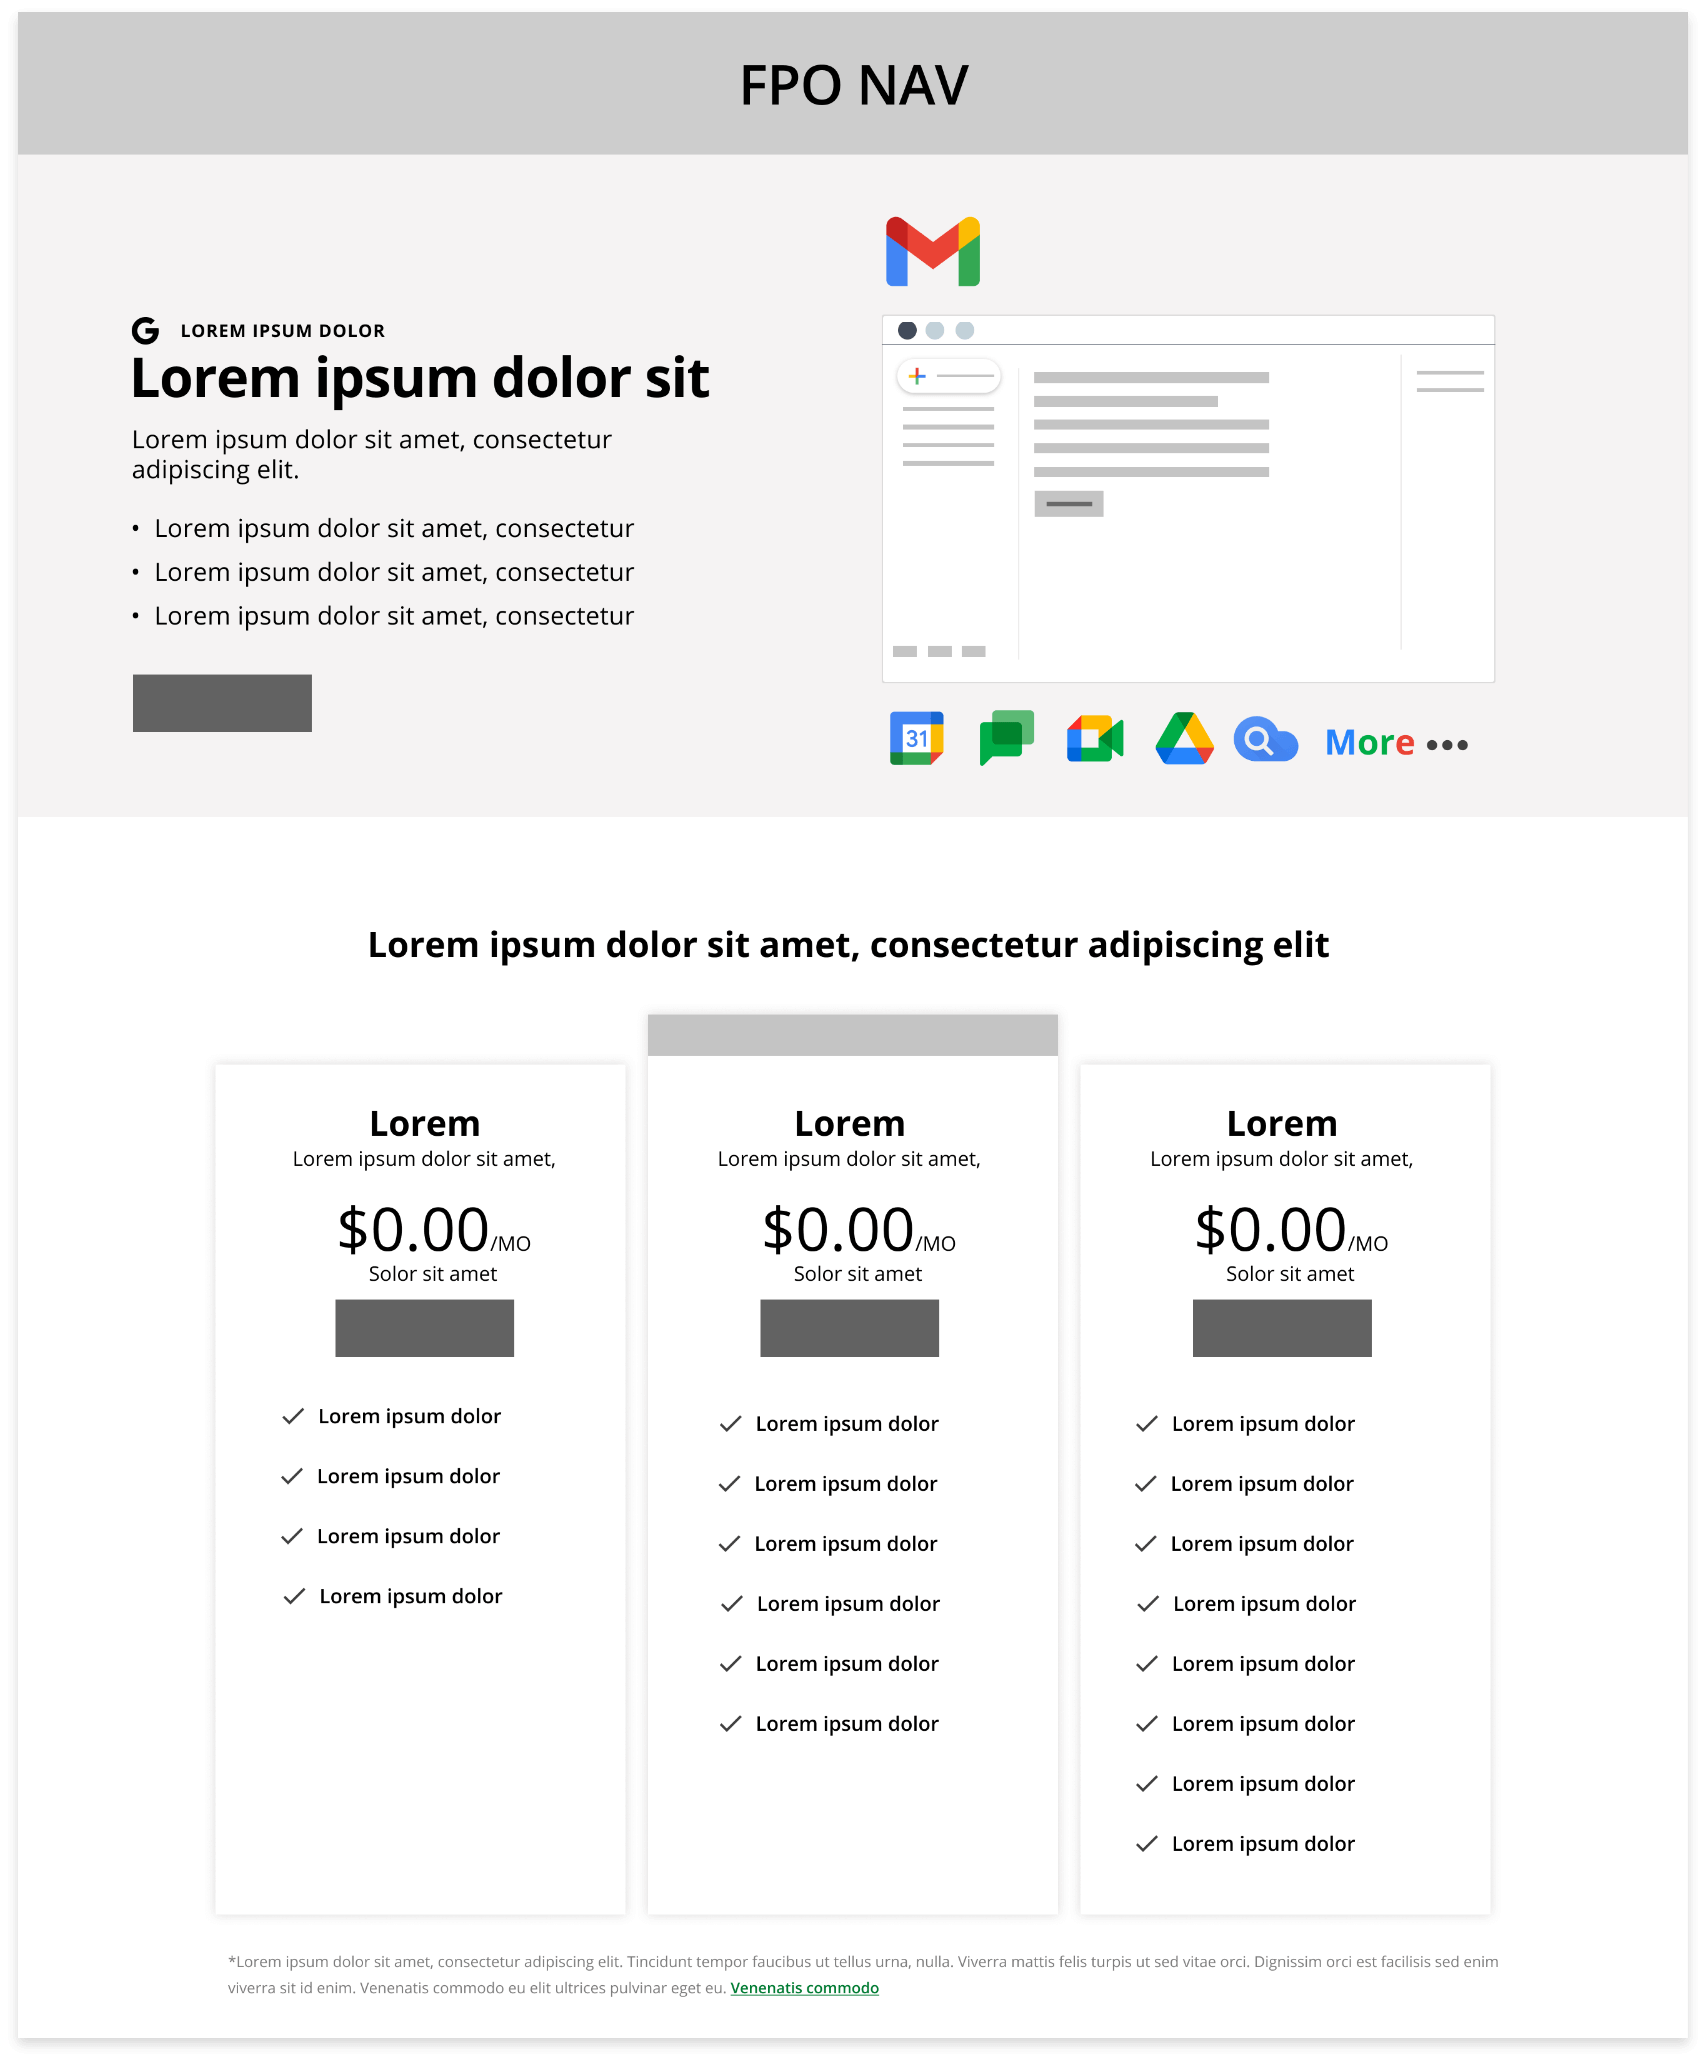 FPO NAV
LOREM IPSUM DOLOR
Lorem ipsum dolor sit
Lorem ipsum dolor sit amet, consectetur
adipiscing elit.
• Lorem ipsum dolor sit amet, consectetur
• Lorem ipsum dolor sit amet, consectetur
• Lorem ipsum dolor sit amet, consectetur
31
More •••
Lorem ipsum dolor sit amet, consectetur adipiscing elit
Lorem
Lorem ipsum dolor sit amet,
$0.00/MO
Solor sit amet
Lorem ipsum dolor
Lorem ipsum dolor
Lorem ipsum dolor
Lorem ipsum dolor
Lorem
Lorem ipsum dolor sit amet,
$0.00/MO
Solor sit amet
Lorem ipsum dolor
Lorem ipsum dolor
Lorem ipsum dolor
Lorem ipsum dolor
Lorem ipsum dolor
Lorem ipsum dolor
Lorem
Lorem ipsum dolor sit amet,
$0.00/MO
Solor sit amet
Lorem ipsum dolor
Lorem ipsum dolor
Lorem ipsum dolor
Lorem ipsum dolor
Lorem ipsum dolor
Lorem ipsum dolor
Lorem ipsum dolor
Lorem ipsum dolor
*Lorem ipsum dolor sit amet, consectetur adipiscing elit. Tincidunt tempor faucibus ut tellus urna, nulla. Viverra mattis felis turpis ut sed vitae orci. Dignissim orci est facilisis sed enim
viverra sit id enim. Venenatis commodo eu elit ultrices pulvinar eget eu. Venenatis commodo